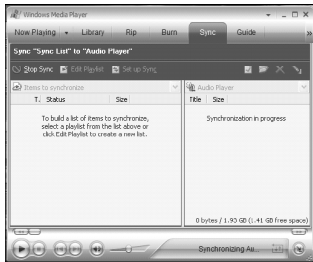 Windows Media Player
Now Playing Library Rip Burn Sync Guide »
Sync "Sync List" to "Audio Player"
Stop Sync Edit Playlist Set up Sync
Items to synchronize Audio Player
T. Status Size Title Size
To build a list of items to synchronize,
select a playlist from the list above or
click Edit Playlist to create a new list.
Synchronization in progress
0 bytes / 1.93 GB (1.41 GB free space)
Synchronizing Au...